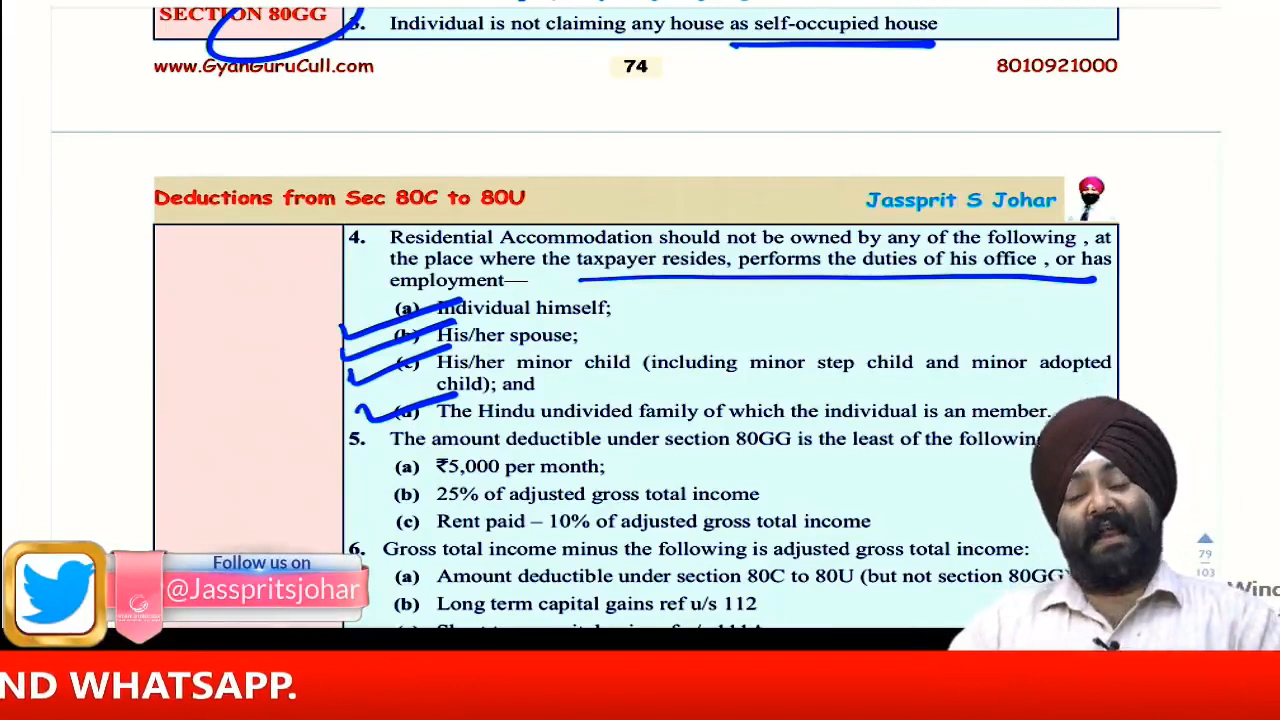 SECTION 80GG
3. Individual is not claiming any house as self-occupied house
www.GyanGuruCull.com 74 8010921000
Deductions from Sec 80C to 80U Jassprit S Johar
4. Residential Accommodation should not be owned by any of the following , at
the place where the taxpayer resides, performs the duties of his office , or has
employment—
(a) Individual himself;
(b) His/her spouse;
(c) His/her minor child (including minor step child and minor adopted
child); and
(d) The Hindu undivided family of which the individual is an member.
5. The amount deductible under section 80GG is the least of the following
(a) ₹5,000 per month;
(b) 25% of adjusted gross total income
(c) Rent paid – 10% of adjusted gross total income
6. Gross total income minus the following is adjusted gross total income:
(a) Amount deductible under section 80C to 80U (but not section 80GG)
(b) Long term capital gains ref u/s 112
Follow us on
@Jasspritsjohar
79
103
Wind
ND WHATSAPP.